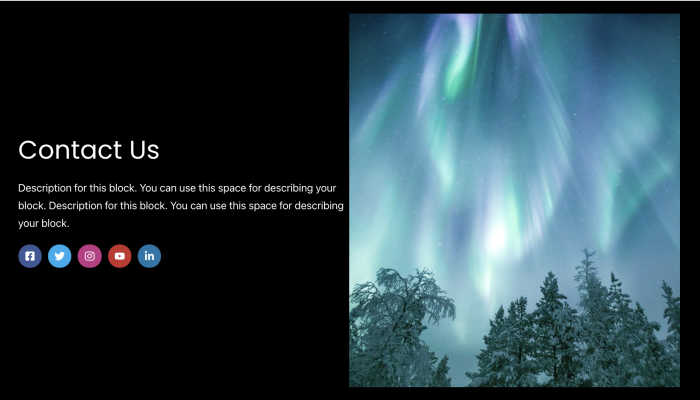 Contact Us
Description for this block. You can use this space for describing your
block. Description for this block. You can use this space for describing
your block.